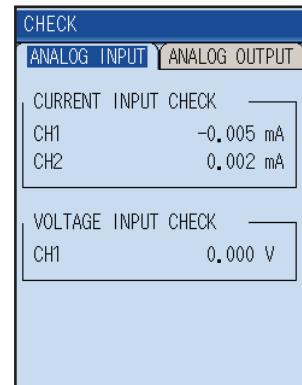 CHECK
ANALOG INPUT ANALOG OUTPUT
CURRENT INPUT CHECK
CH1 -0.005 mA
CH2 0.002 mA
VOLTAGE INPUT CHECK
CH1 0.000 V